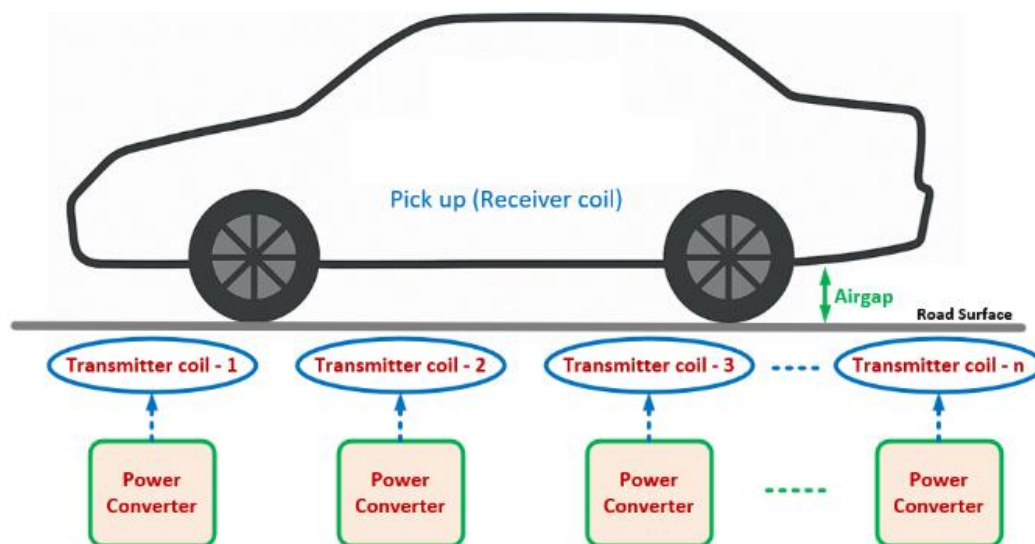 Pick up (Receiver coil)
Airgap
Road Surface
Transmitter coil - 1
Transmitter coil - 2
Transmitter coil - 3
Transmitter coil - n
Power
Converter
Power
Converter
Power
Converter
Power
Converter